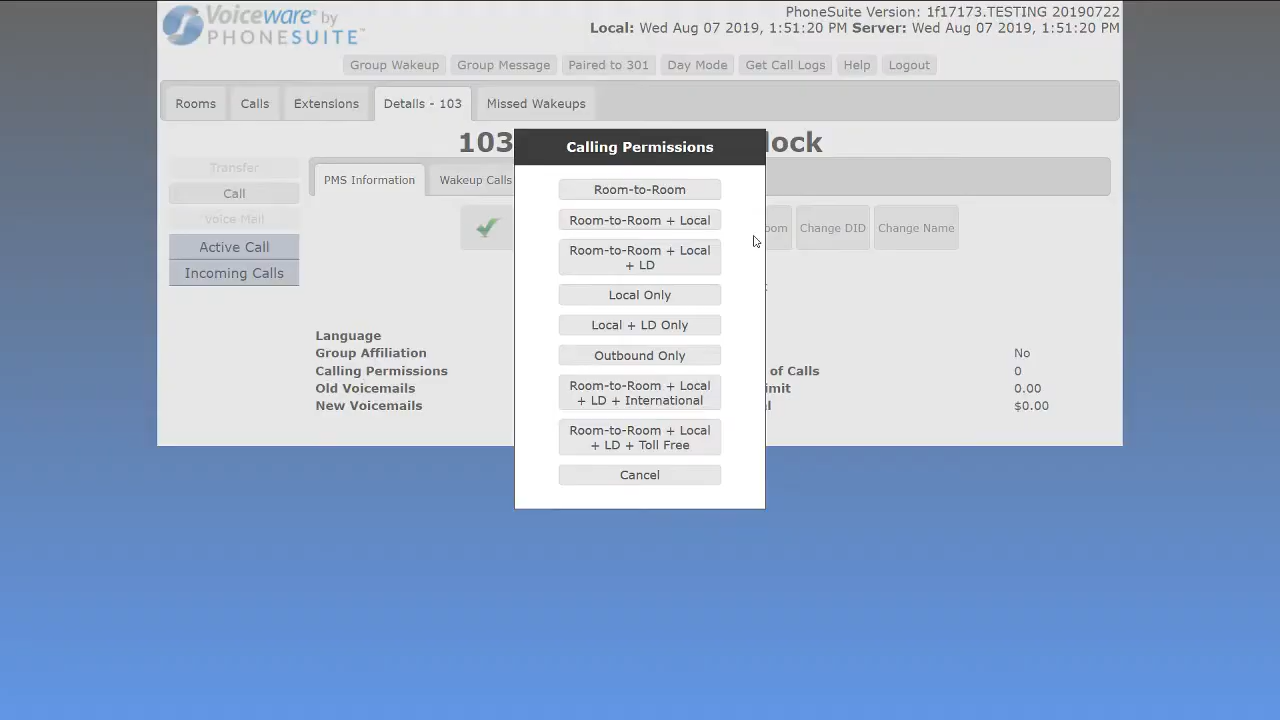 Voiceware® by
PHONESUITE™
PhoneSuite Version: 1f17173.TESTING 20190722
Local: Wed Aug 07 2019, 1:51:20 PM Server: Wed Aug 07 2019, 1:51:20 PM
Group Wakeup Group Message Paired to 301 Day Mode Get Call Logs Help Logout
Rooms Calls Extensions Details - 103 Missed Wakeups
103 lock
Calling Permissions
Transfer
Call
Voice Mail
Active Call
Incoming Calls
PMS Information Wakeup Calls
oom Change DID Change Name
Room-to-Room
Room-to-Room + Local
Room-to-Room + Local
+ LD
Local Only
Local + LD Only
Outbound Only
Room-to-Room + Local
+ LD + International
Room-to-Room + Local
+ LD + Toll Free
Cancel
Language
Group Affiliation No
Calling Permissions of Calls 0
Old Voicemails imit 0.00
New Voicemails l $0.00